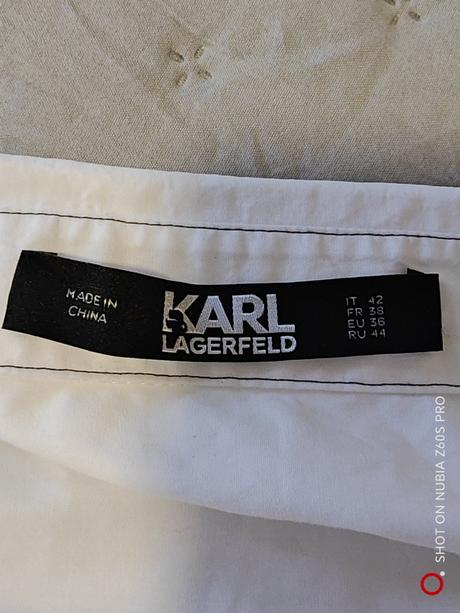 MADE IN
CHINA
KARL
LAGERFELD
IT 42
FR 38
EU 36
RU 44
SHOT ON NUBIA Z60S PRO